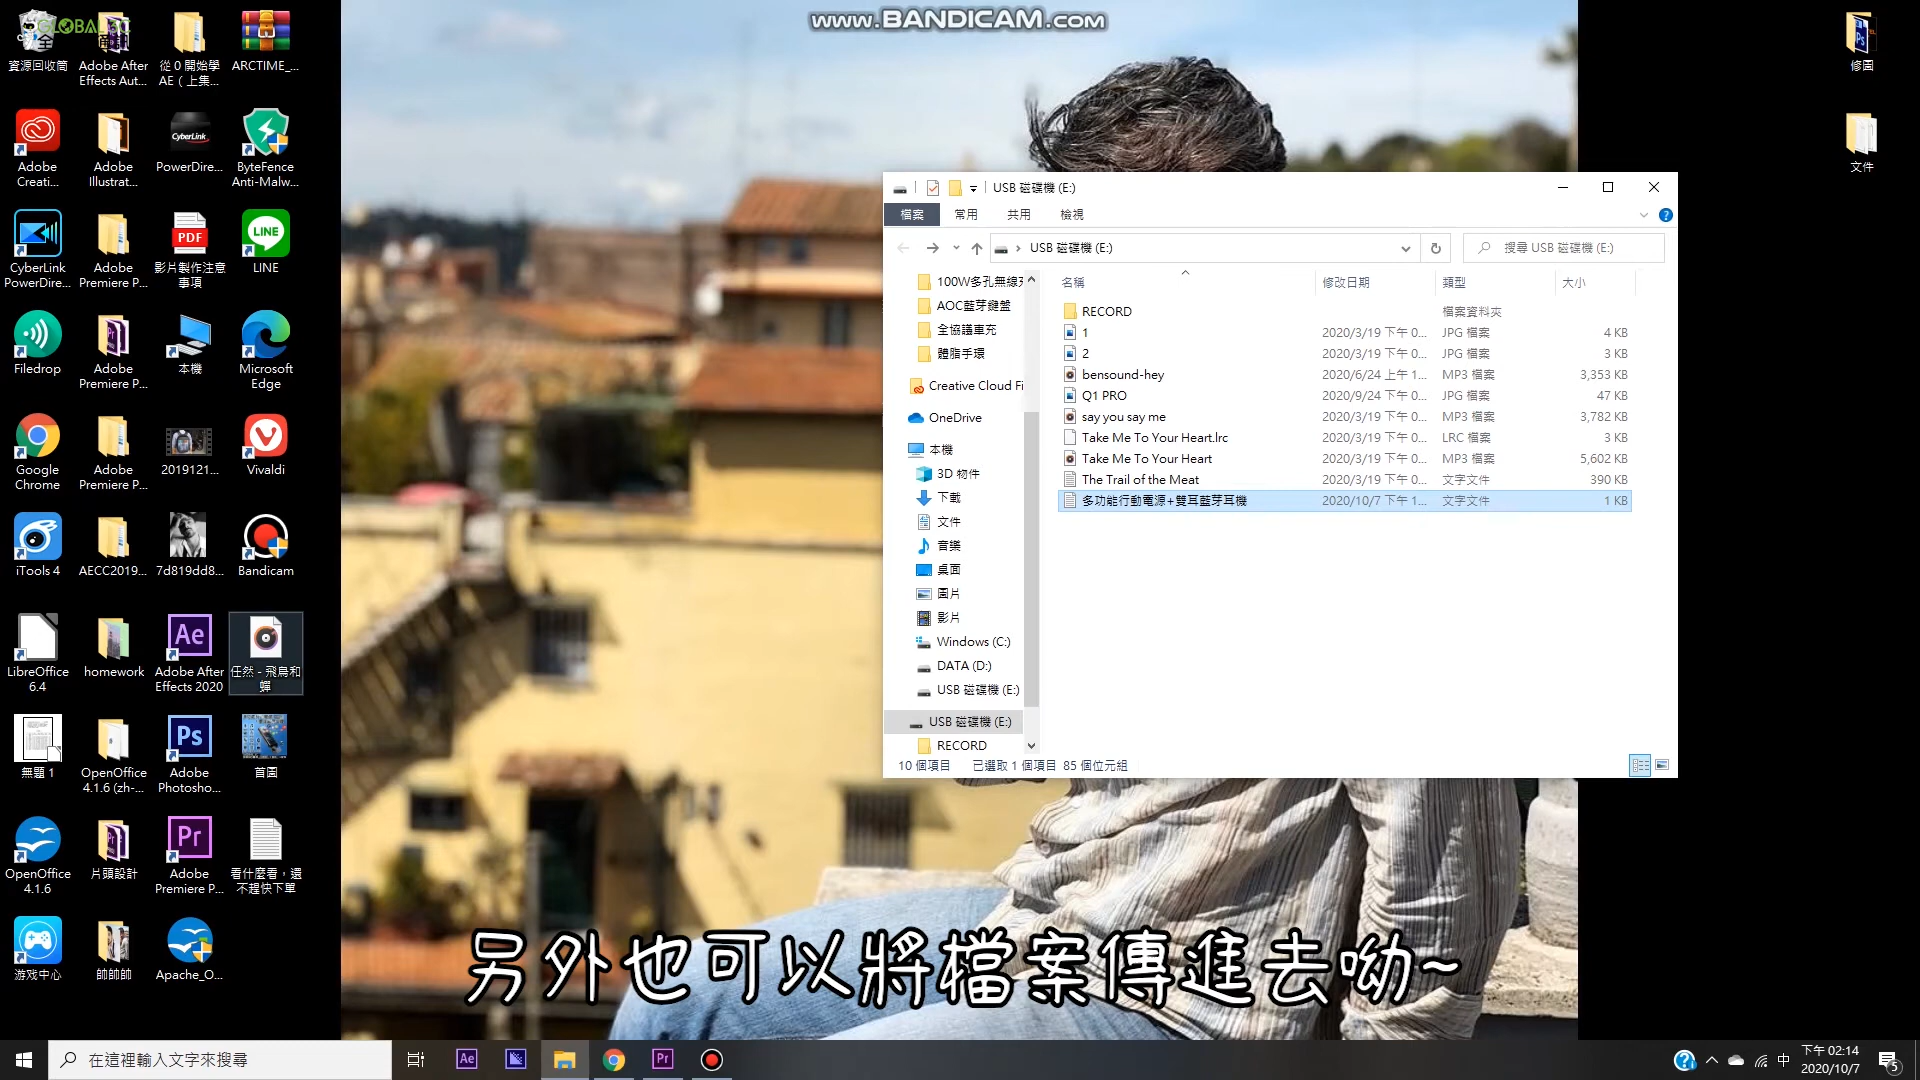 www.BANDICAM.com
GLOBAL
資源回收筒
Adobe After
Effects Aut...
從 0 開始學
AE（上集...
ARCTIME_...
Adobe
Creati...
Adobe
Illustrat...
CyberLink
PowerDire...
ByteFence
Anti-Malw...
CyberLink
PowerDire...
Adobe
Premiere P...
PDF
影片製作注意
事項
LINE
LINE
Filedrop
Adobe
Premiere P...
本機
Microsoft
Edge
Google
Chrome
Adobe
Premiere P...
2019121...
Vivaldi
iTools 4
AECC2019...
7d819dd8...
Bandicam
LibreOffice
6.4
homework
Ae
Adobe After
Effects 2020
任然 - 飛鳥和
蟬
無題 1
OpenOffice
4.1.6 (zh-...
Ps
Adobe
Photosho...
首圖
OpenOffice
4.1.6
片頭設計
Pr
Adobe
Premiere P...
看什麼看，還
不趕快下單
游戏中心
帥帥帥
Apache_O...
Ps
修圖
文件
USB 磁碟機 (E:)
檔案 常用 共用 檢視
USB 磁碟機 (E:)
搜尋 USB 磁碟機 (E:)
100W多孔無線充
AOC藍芽鍵盤
全協議車充
體脂手環
Creative Cloud Fi
OneDrive
本機
3D 物件
下載
文件
音樂
桌面
圖片
影片
Windows (C:)
DATA (D:)
USB 磁碟機 (E:)
USB 磁碟機 (E:)
RECORD
名稱 修改日期 類型 大小
RECORD 檔案資料夾
1 2020/3/19 下午 0... JPG 檔案 4 KB
2 2020/3/19 下午 0... JPG 檔案 3 KB
bensound-hey 2020/6/24 上午 1... MP3 檔案 3,353 KB
Q1 PRO 2020/9/24 下午 0... JPG 檔案 47 KB
say you say me 2020/3/19 下午 0... MP3 檔案 3,782 KB
Take Me To Your Heart.lrc 2020/3/19 下午 0... LRC 檔案 3 KB
Take Me To Your Heart 2020/3/19 下午 0... MP3 檔案 5,602 KB
The Trail of the Meat 2020/3/19 下午 0... 文字文件 390 KB
多功能行動電源+雙耳藍芽耳機 2020/10/7 下午 1... 文字文件 1 KB
10 個項目 已選取 1 個項目 85 個位元組
另外也可以將檔案傳進去呦~
在這裡輸入文字來搜尋
Ae
Pr
中
下午 02:14
2020/10/7
5